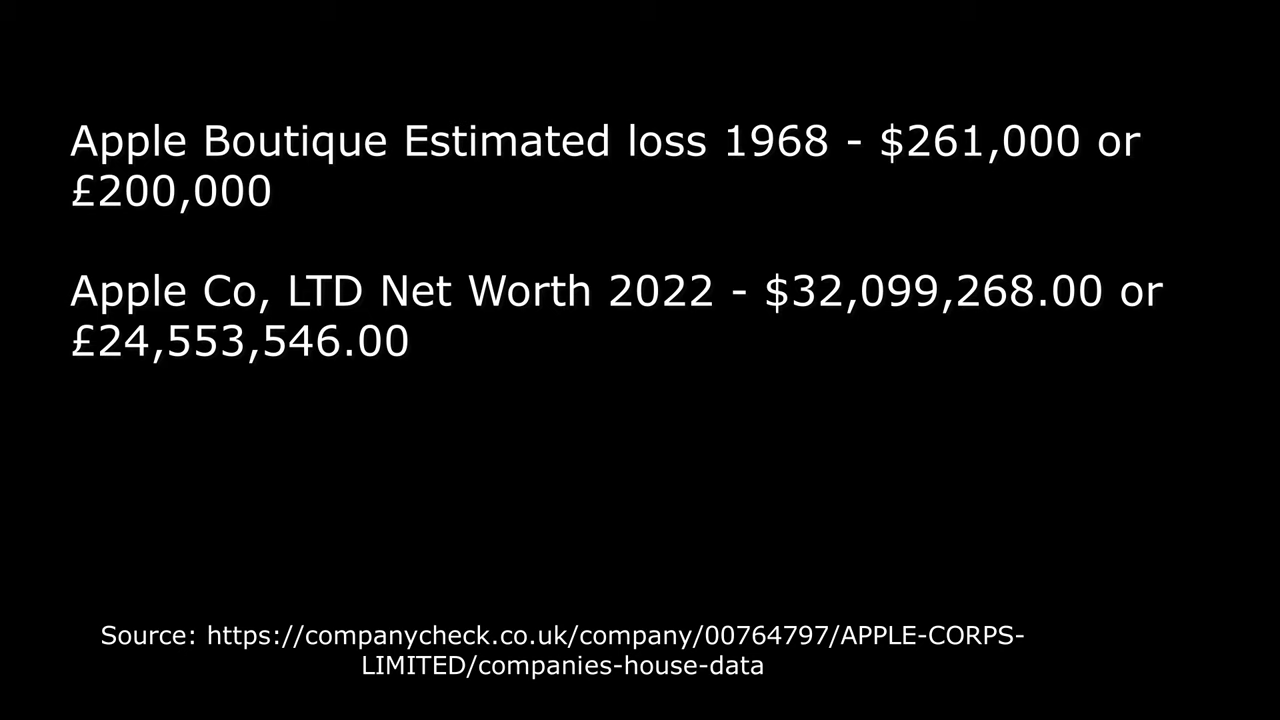 Apple Boutique Estimated loss 1968 - $261,000 or
£200,000
Apple Co, LTD Net Worth 2022 - $32,099,268.00 or
£24,553,546.00
Source: https://companycheck.co.uk/company/00764797/APPLE-CORPS-
LIMITED/companies-house-data